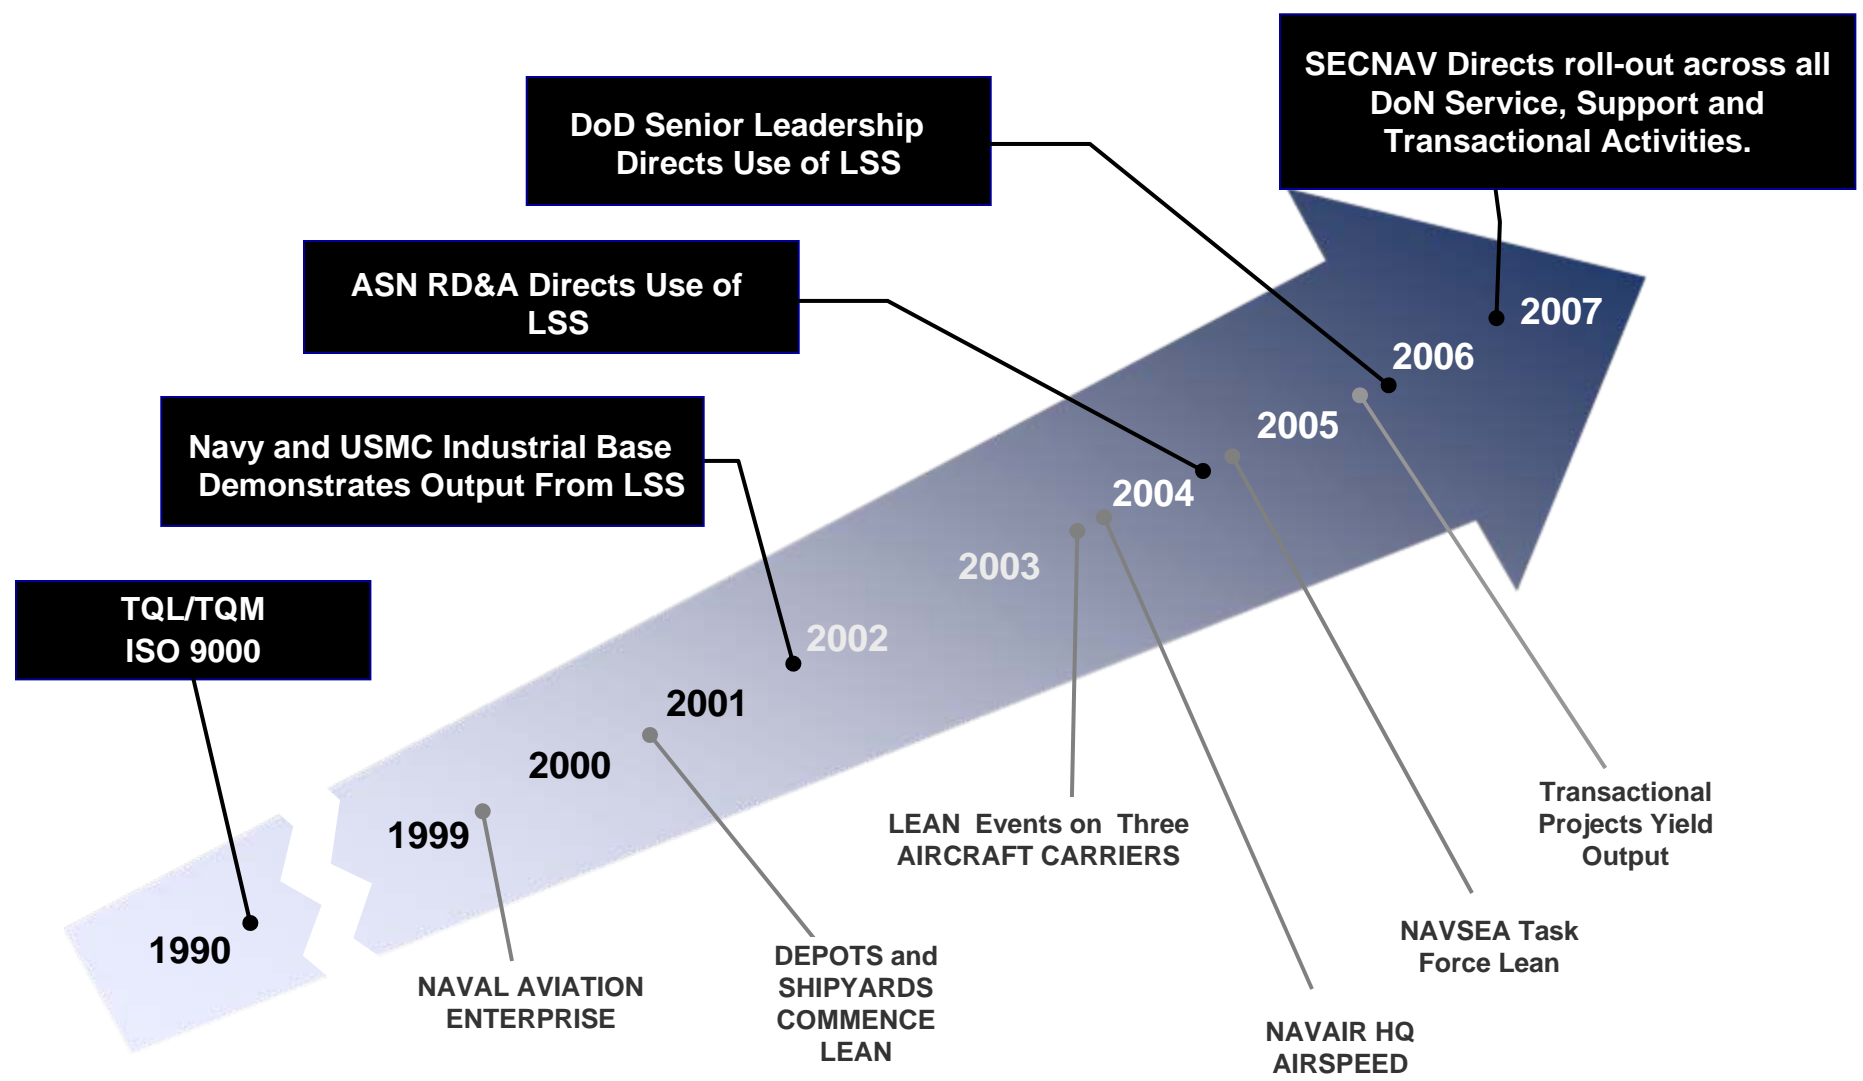 SECNAV Directs roll-out across all
DoN Service, Support and
Transactional Activities.
DoD Senior Leadership
Directs Use of LSS
ASN RD&A Directs Use of
LSS
Navy and USMC Industrial Base
Demonstrates Output From LSS
TQL/TQM
ISO 9000
2007
2006
2005
2004
2003
2002
2001
2000
1999
1990
NAVAL AVIATION
ENTERPRISE
DEPOTS and
SHIPYARDS
COMMENCE
LEAN
LEAN Events on Three
AIRCRAFT CARRIERS
NAVAIR HQ
AIRSPEED
NAVSEA Task
Force Lean
Transactional
Projects Yield
Output